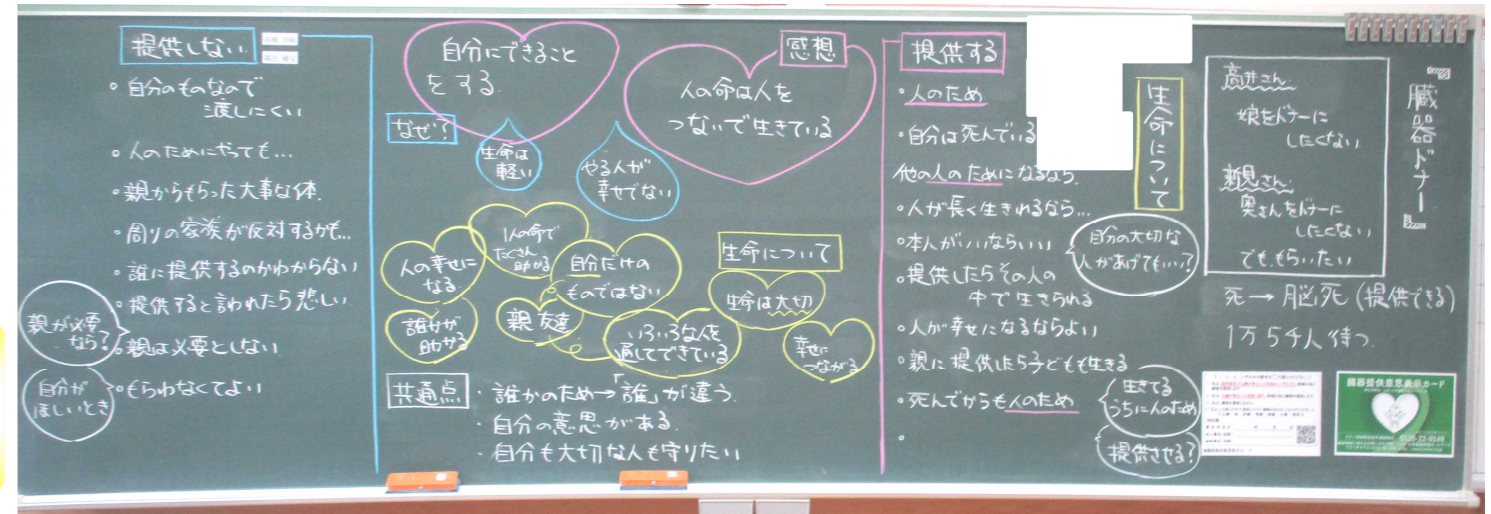 臓器ドナー
高井さん
娘をドナーに
したくない
新見さん
奥さんをドナーに
したくない
でも、もらいたい
死→脳死(提供できる)
1万5千人待つ.
臓器提供意思表示カード
生命について
提供する
・人のため
・自分は死んでいる
他の人のためになるなら.
・人が長く生きれるなら…
・本人がいいならいい
自分の大切な
人があげてもいい?
・提供したらその人の
中で生きられる
・人が幸せになるならよい
・親に提供したら子どもも生きる
・死んでからも人のため
生きてる
うちに人のため
提供させる?
提供しない
・自分のものなので
渡しにくい
・人のためにやっても…
・親からもらった大事な体.
・周りの家族が反対するかも…
・誰に提供するのかわからない
・提供すると言われたら悲しい
親が必要
なら?
・親は必要としない
自分が
ほしいとき
・もらわなくてよい
自分にできること
をする.
感想
人の命は人を
つないで生きている
なぜ?
生命は
軽い
やる人が
幸せでない
1人の命で
たくさん
助かる
人の幸せに
なる
自分だけの
ものではない
誰かが
助かる
親 友達
いろいろな人を
通してできている
生命について
生命は大切
幸せに
つながる
共通点
・誰かのため→「誰」が違う.
・自分の意思がある.
・自分も大切な人も守りたい